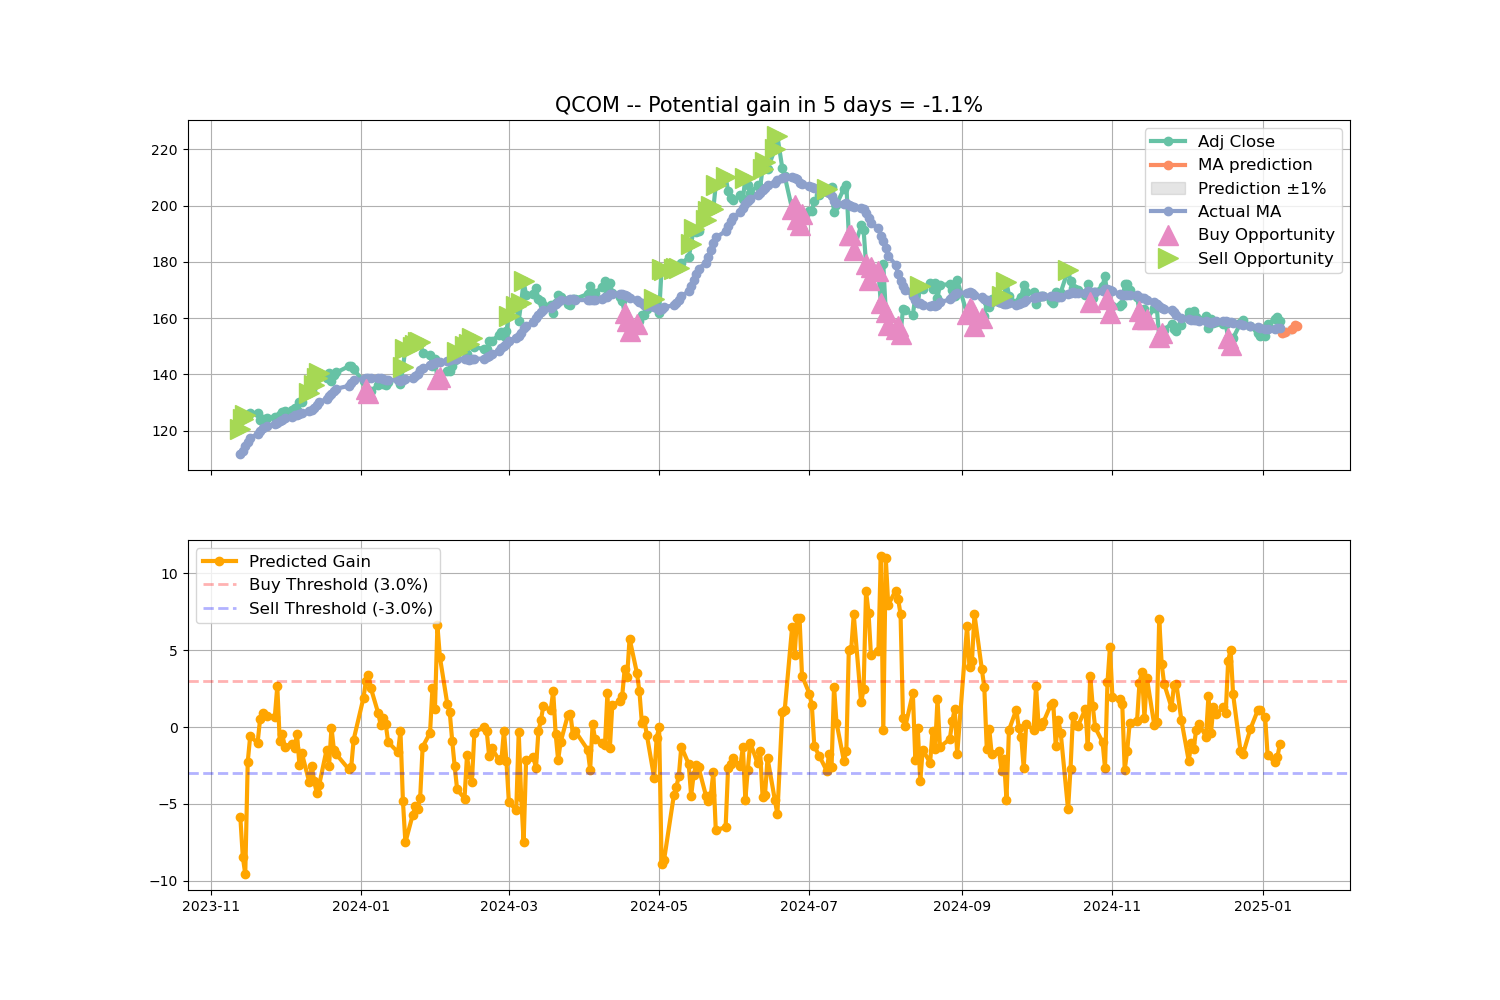 QCOM -- Potential gain in 5 days = -1.1%
220
200
180
160
140
120
Adj Close
MA prediction
Prediction ±1%
Actual MA
Buy Opportunity
Sell Opportunity
10
5
0
−5
−10
Predicted Gain
Buy Threshold (3.0%)
Sell Threshold (-3.0%)
2023-11
2024-01
2024-03
2024-05
2024-07
2024-09
2024-11
2025-01